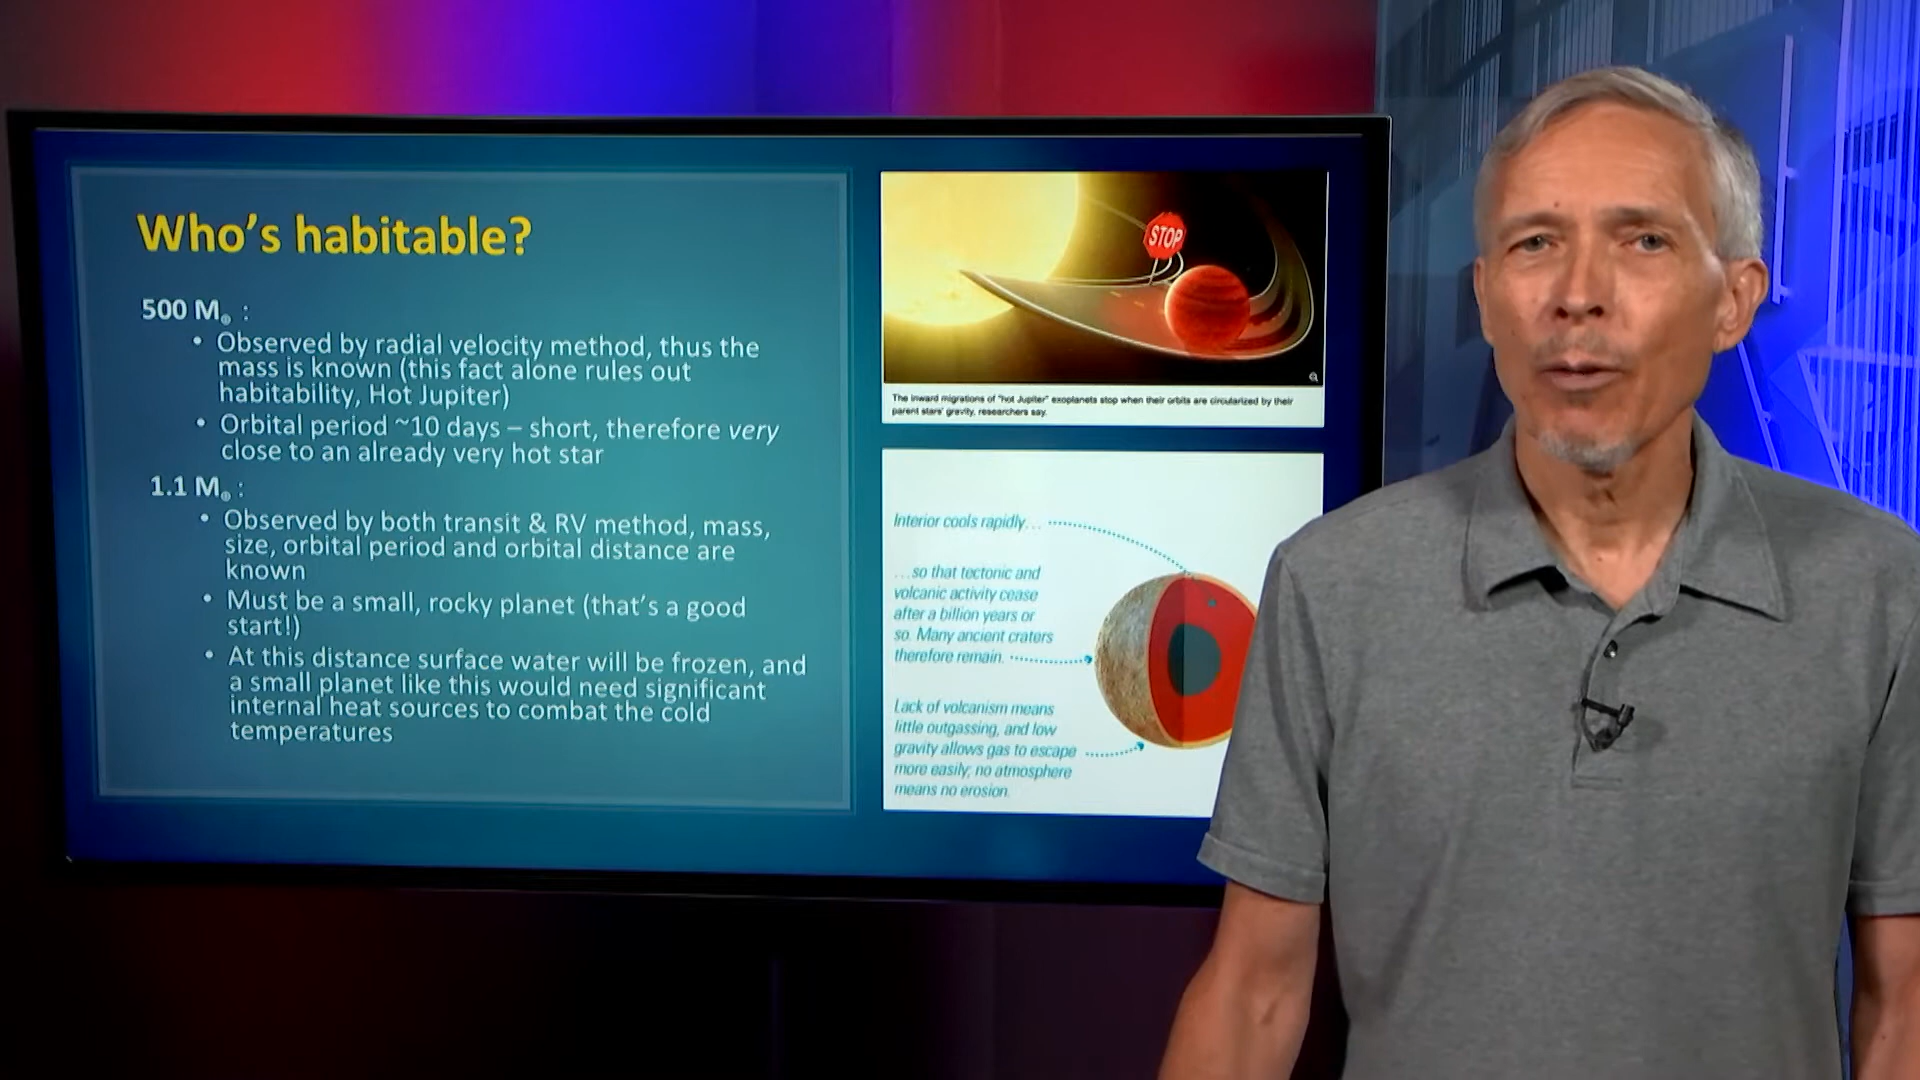 Who's habitable?
500 M⊕ :
• Observed by radial velocity method, thus the
mass is known (this fact alone rules out
habitability, Hot Jupiter)
• Orbital period ~10 days – short, therefore very
close to an already very hot star
1.1 M⊕ :
• Observed by both transit & RV method, mass,
size, orbital period and orbital distance are
known
• Must be a small, rocky planet (that's a good
start!)
• At this distance surface water will be frozen, and
a small planet like this would need significant
internal heat sources to combat the cold
temperatures
STOP
The inward migrations of "hot Jupiter" exoplanets stop when their orbits are circularized by their
parent stars' gravity, researchers say.
Interior cools rapidly...
...so that tectonic and
volcanic activity cease
after a billion years or
so. Many ancient craters
therefore remain.
Lack of volcanism means
little outgassing, and low
gravity allows gas to escape
more easily; no atmosphere
means no erosion.